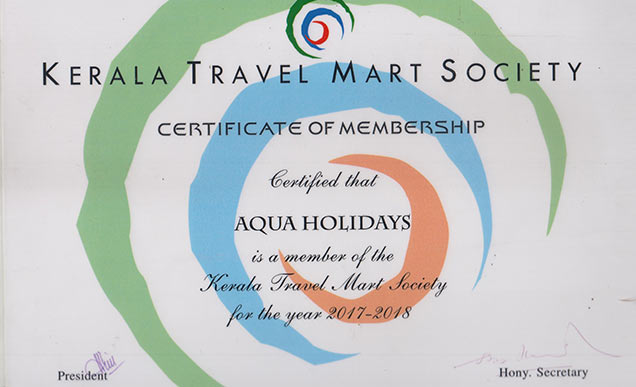 KERALA TRAVEL MART SOCIETY
CERTIFICATE OF MEMBERSHIP
Certified that
AQUA HOLIDAYS
is a member of the
Kerala Travel Mart Society
for the year 2017-2018
President
Hony. Secretary